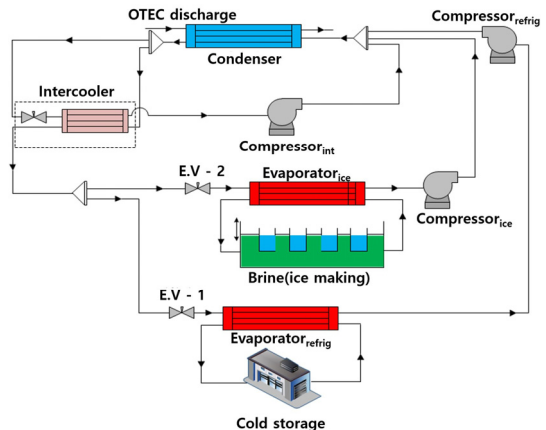 OTEC discharge
Compressor_refrig
Condenser
Intercooler
Compressor_int
E.V - 2
Evaporator_ice
Compressor_ice
Brine(ice making)
E.V - 1
Evaporator_refrig
Cold storage